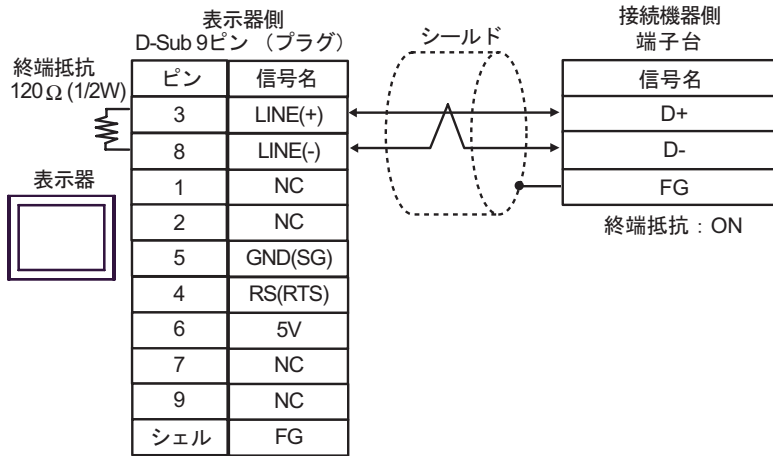 表示器側
D-Sub 9ピン （プラグ）
終端抵抗
120Ω (1/2W)
表示器
ピン 信号名
3 LINE(+)
8 LINE(-)
1 NC
2 NC
5 GND(SG)
4 RS(RTS)
6 5V
7 NC
9 NC
シェル FG
シールド
接続機器側
端子台
信号名
D+
D-
FG
終端抵抗：ON